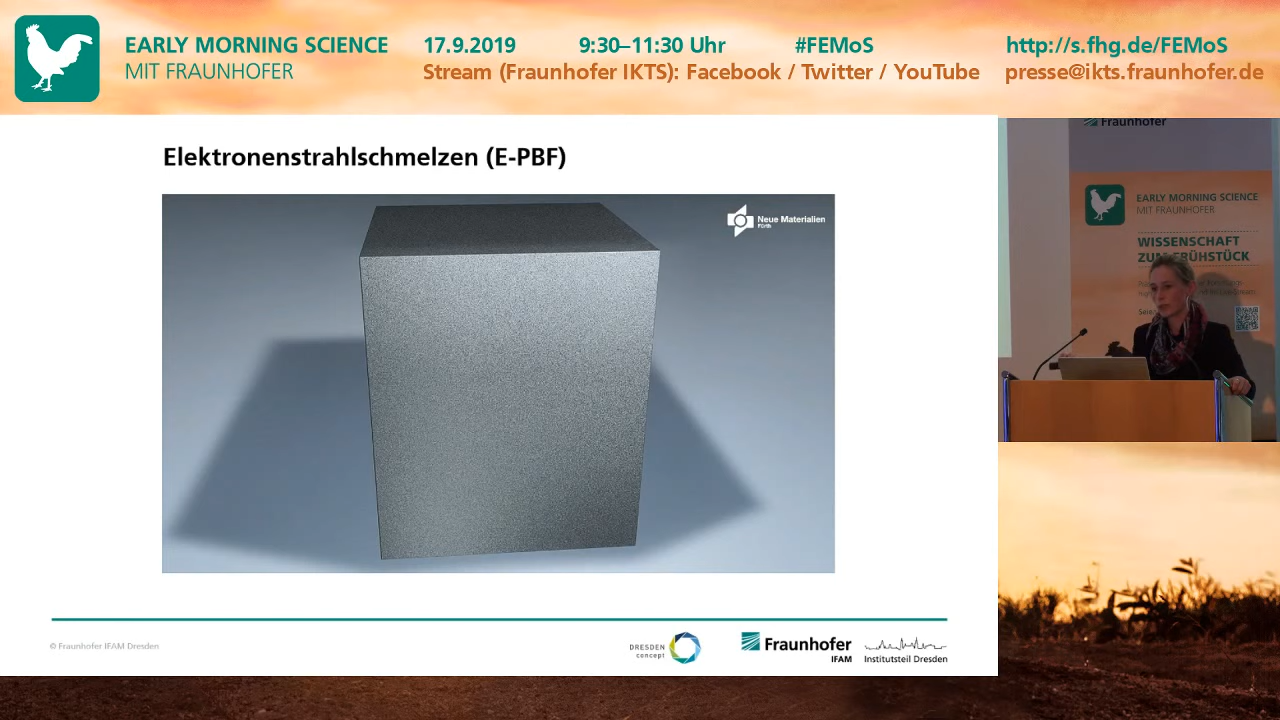 EARLY MORNING SCIENCE
MIT FRAUNHOFER
17.9.2019 9:30–11:30 Uhr #FEMoS
Stream (Fraunhofer IKTS): Facebook / Twitter / YouTube
http://s.fhg.de/FEMoS
presse@ikts.fraunhofer.de
Elektronenstrahlschmelzen (E-PBF)
Neue Materialien
Fürth
© Fraunhofer IFAM Dresden
DRESDEN
concept
Fraunhofer
IFAM
Institutsteil Dresden
Fraunhofer
EARLY MORNING SCIENCE
MIT FRAUNHOFER
WISSENSCHAFT
ZUM FRÜHSTÜCK